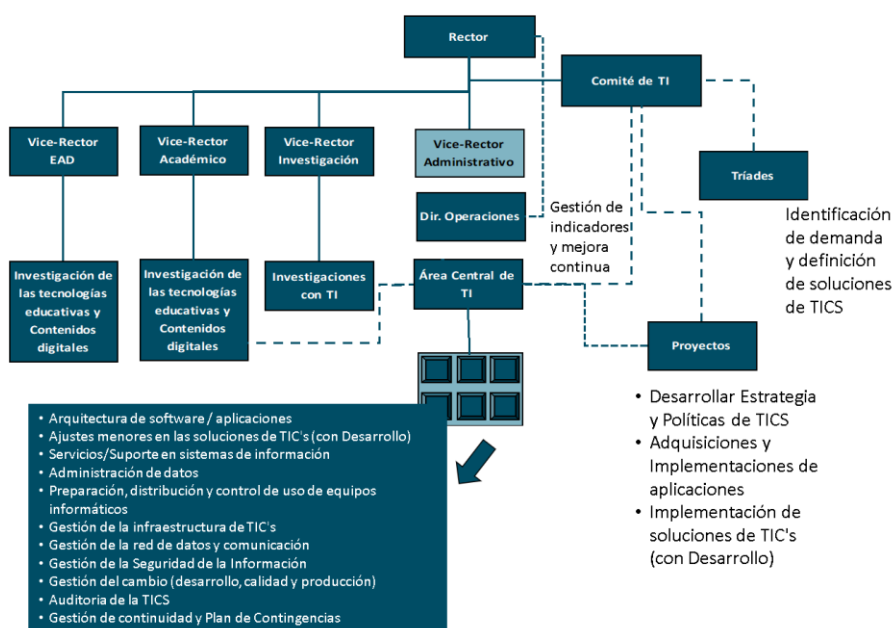 Rector
Comité de TI
Vice-Rector
EAD
Vice-Rector
Académico
Vice-Rector
Investigación
Vice-Rector
Administrativo
Tríades
Dir. Operaciones
Gestión de
indicadores
y mejora
continua
Identificación
de demanda
y definición
de soluciones
de TICS
Investigación de
las tecnologías
educativas y
Contenidos
digitales
Investigación de
las tecnologías
educativas y
Contenidos
digitales
Investigaciones
con TI
Área Central de
TI
Proyectos
• Desarrollar Estrategia
y Políticas de TICS
• Adquisiciones y
Implementaciones de
aplicaciones
• Implementación de
soluciones de TIC's
(con Desarrollo)
• Arquitectura de software / aplicaciones
• Ajustes menores en las soluciones de TIC's (con Desarrollo)
• Servicios/Suporte en sistemas de información
• Administración de datos
• Preparación, distribución y control de uso de equipos
informáticos
• Gestión de la infraestructura de TIC's
• Gestión de la red de datos y comunicación
• Gestión de la Seguridad de la Información
• Gestión del cambio (desarrollo, calidad y producción)
• Auditoria de la TICS
• Gestión de continuidad y Plan de Contingencias